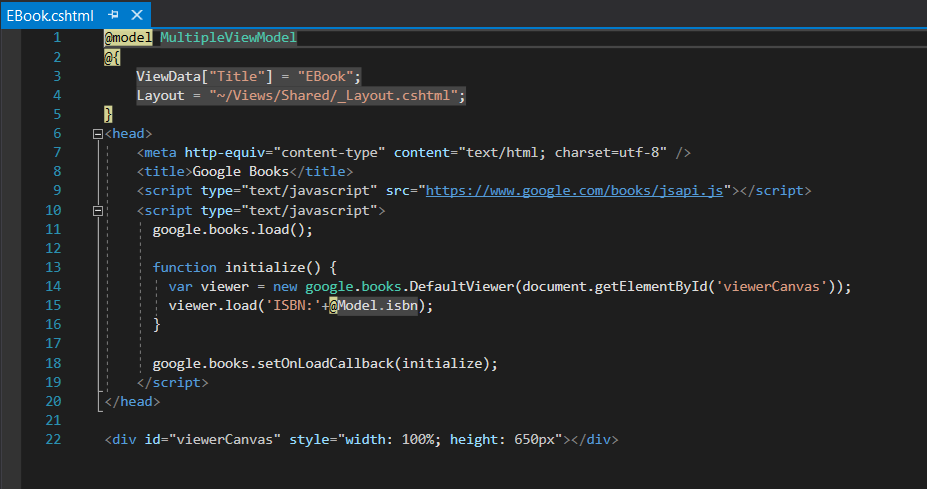 EBook.cshtml
1 @model MultipleViewModel
2 @{
3 ViewData["Title"] = "EBook";
4 Layout = "~/Views/Shared/_Layout.cshtml";
5 }
6 <head>
7 <meta http-equiv="content-type" content="text/html; charset=utf-8" />
8 <title>Google Books</title>
9 <script type="text/javascript" src="https://www.google.com/books/jsapi.js"></script>
10 <script type="text/javascript">
11 google.books.load();
12
13 function initialize() {
14 var viewer = new google.books.DefaultViewer(document.getElementById('viewerCanvas'));
15 viewer.load('ISBN:'+@Model.isbn);
16 }
17
18 google.books.setOnLoadCallback(initialize);
19 </script>
20 </head>
21
22 <div id="viewerCanvas" style="width: 100%; height: 650px"></div>